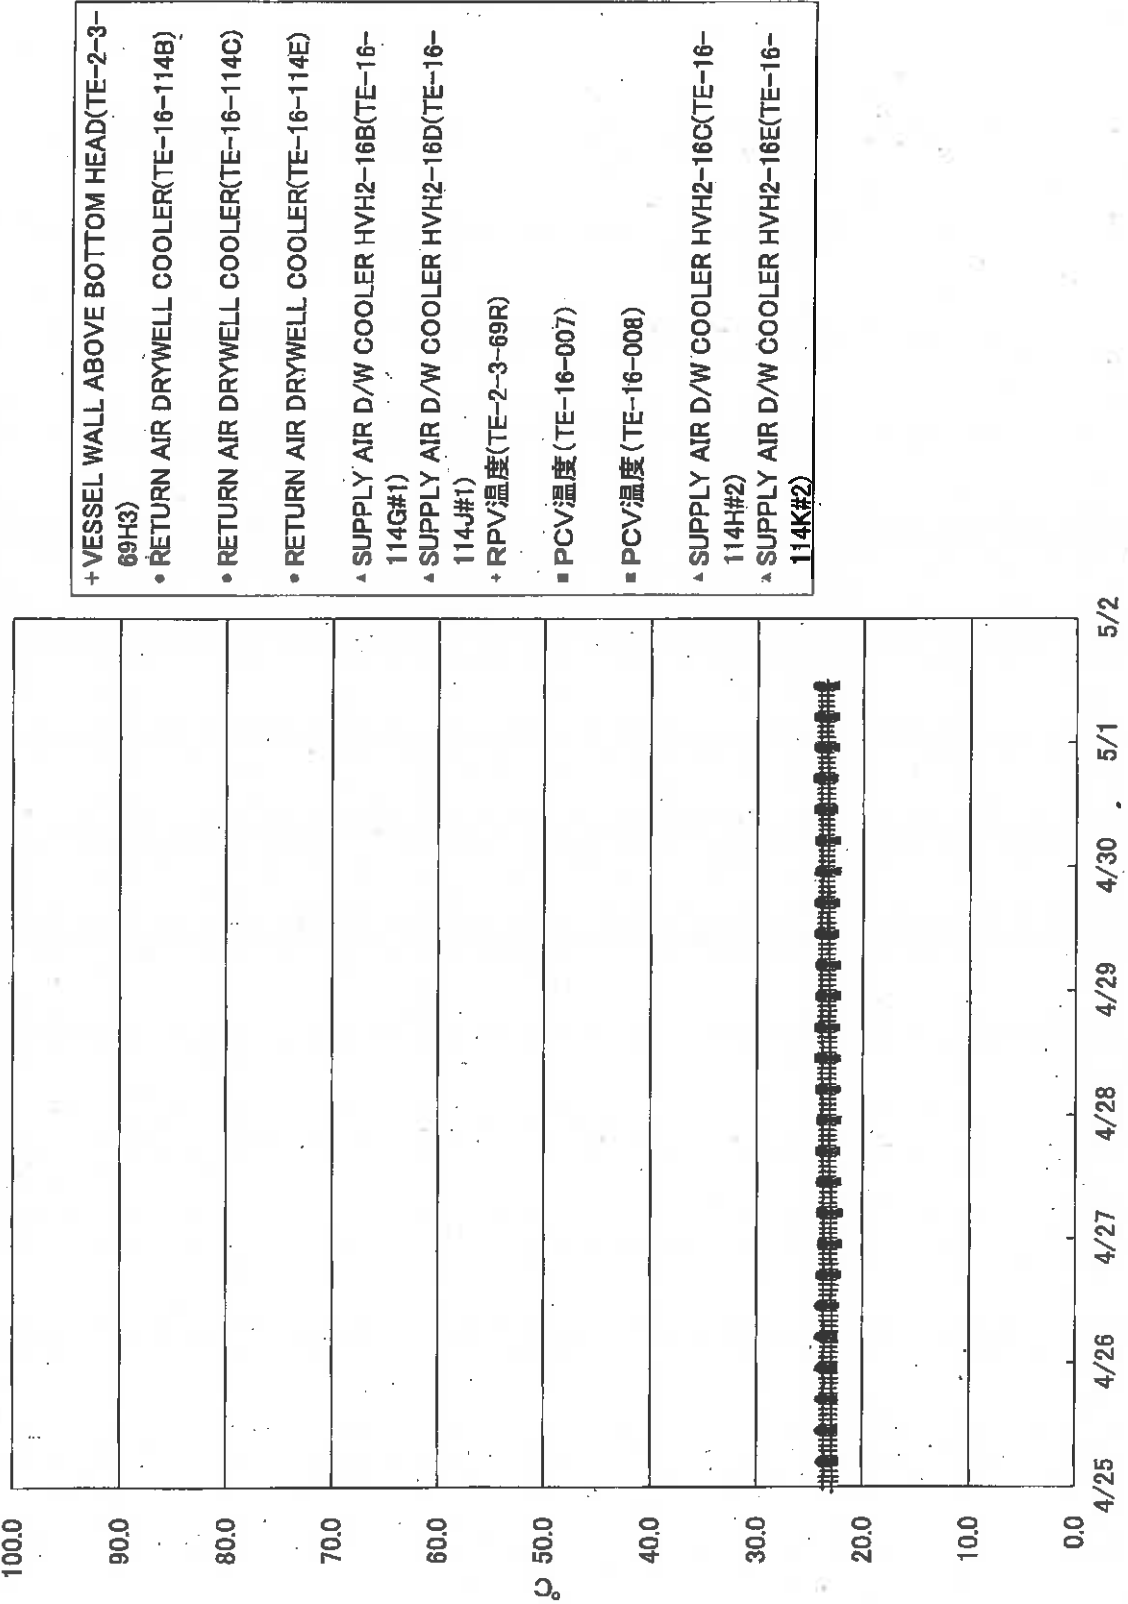 100.0
90.0
80.0
70.0
60.0
50.0
40.0
30.0
20.0
10.0
0.0
℃
4/25
4/26
4/27
4/28
4/29
4/30
5/1
5/2
+VESSEL WALL ABOVE BOTTOM HEAD(TE-2-3-
69H3)
•RETURN AIR DRYWELL COOLER(TE-16-114B)
•RETURN AIR DRYWELL COOLER(TE-16-114C)
•RETURN AIR DRYWELL COOLER(TE-16-114E)
▲SUPPLY AIR D/W COOLER HVH2-16B(TE-16-
114G#1)
▲SUPPLY AIR D/W COOLER HVH2-16D(TE-16-
114J#1)
+RPV温度(TE-2-3-69R)
■PCV温度(TE-16-007)
■PCV温度(TE-16-008)
▲SUPPLY AIR D/W COOLER HVH2-16C(TE-16-
114H#2)
▲SUPPLY AIR D/W COOLER HVH2-16E(TE-16-
114K#2)